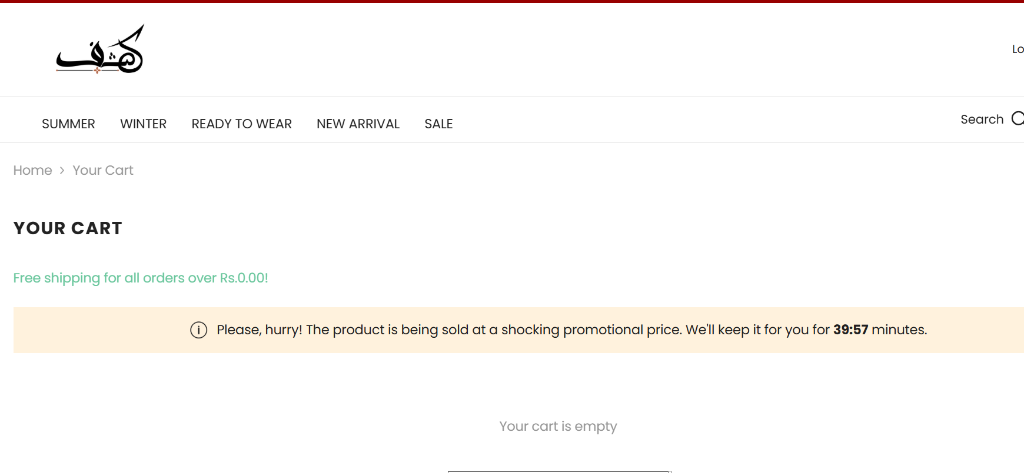 Lo
SUMMER WINTER READY TO WEAR NEW ARRIVAL SALE
Search
Home > Your Cart
YOUR CART
Free shipping for all orders over Rs.0.00!
Please, hurry! The product is being sold at a shocking promotional price. We'll keep it for you for 39:57 minutes.
Your cart is empty